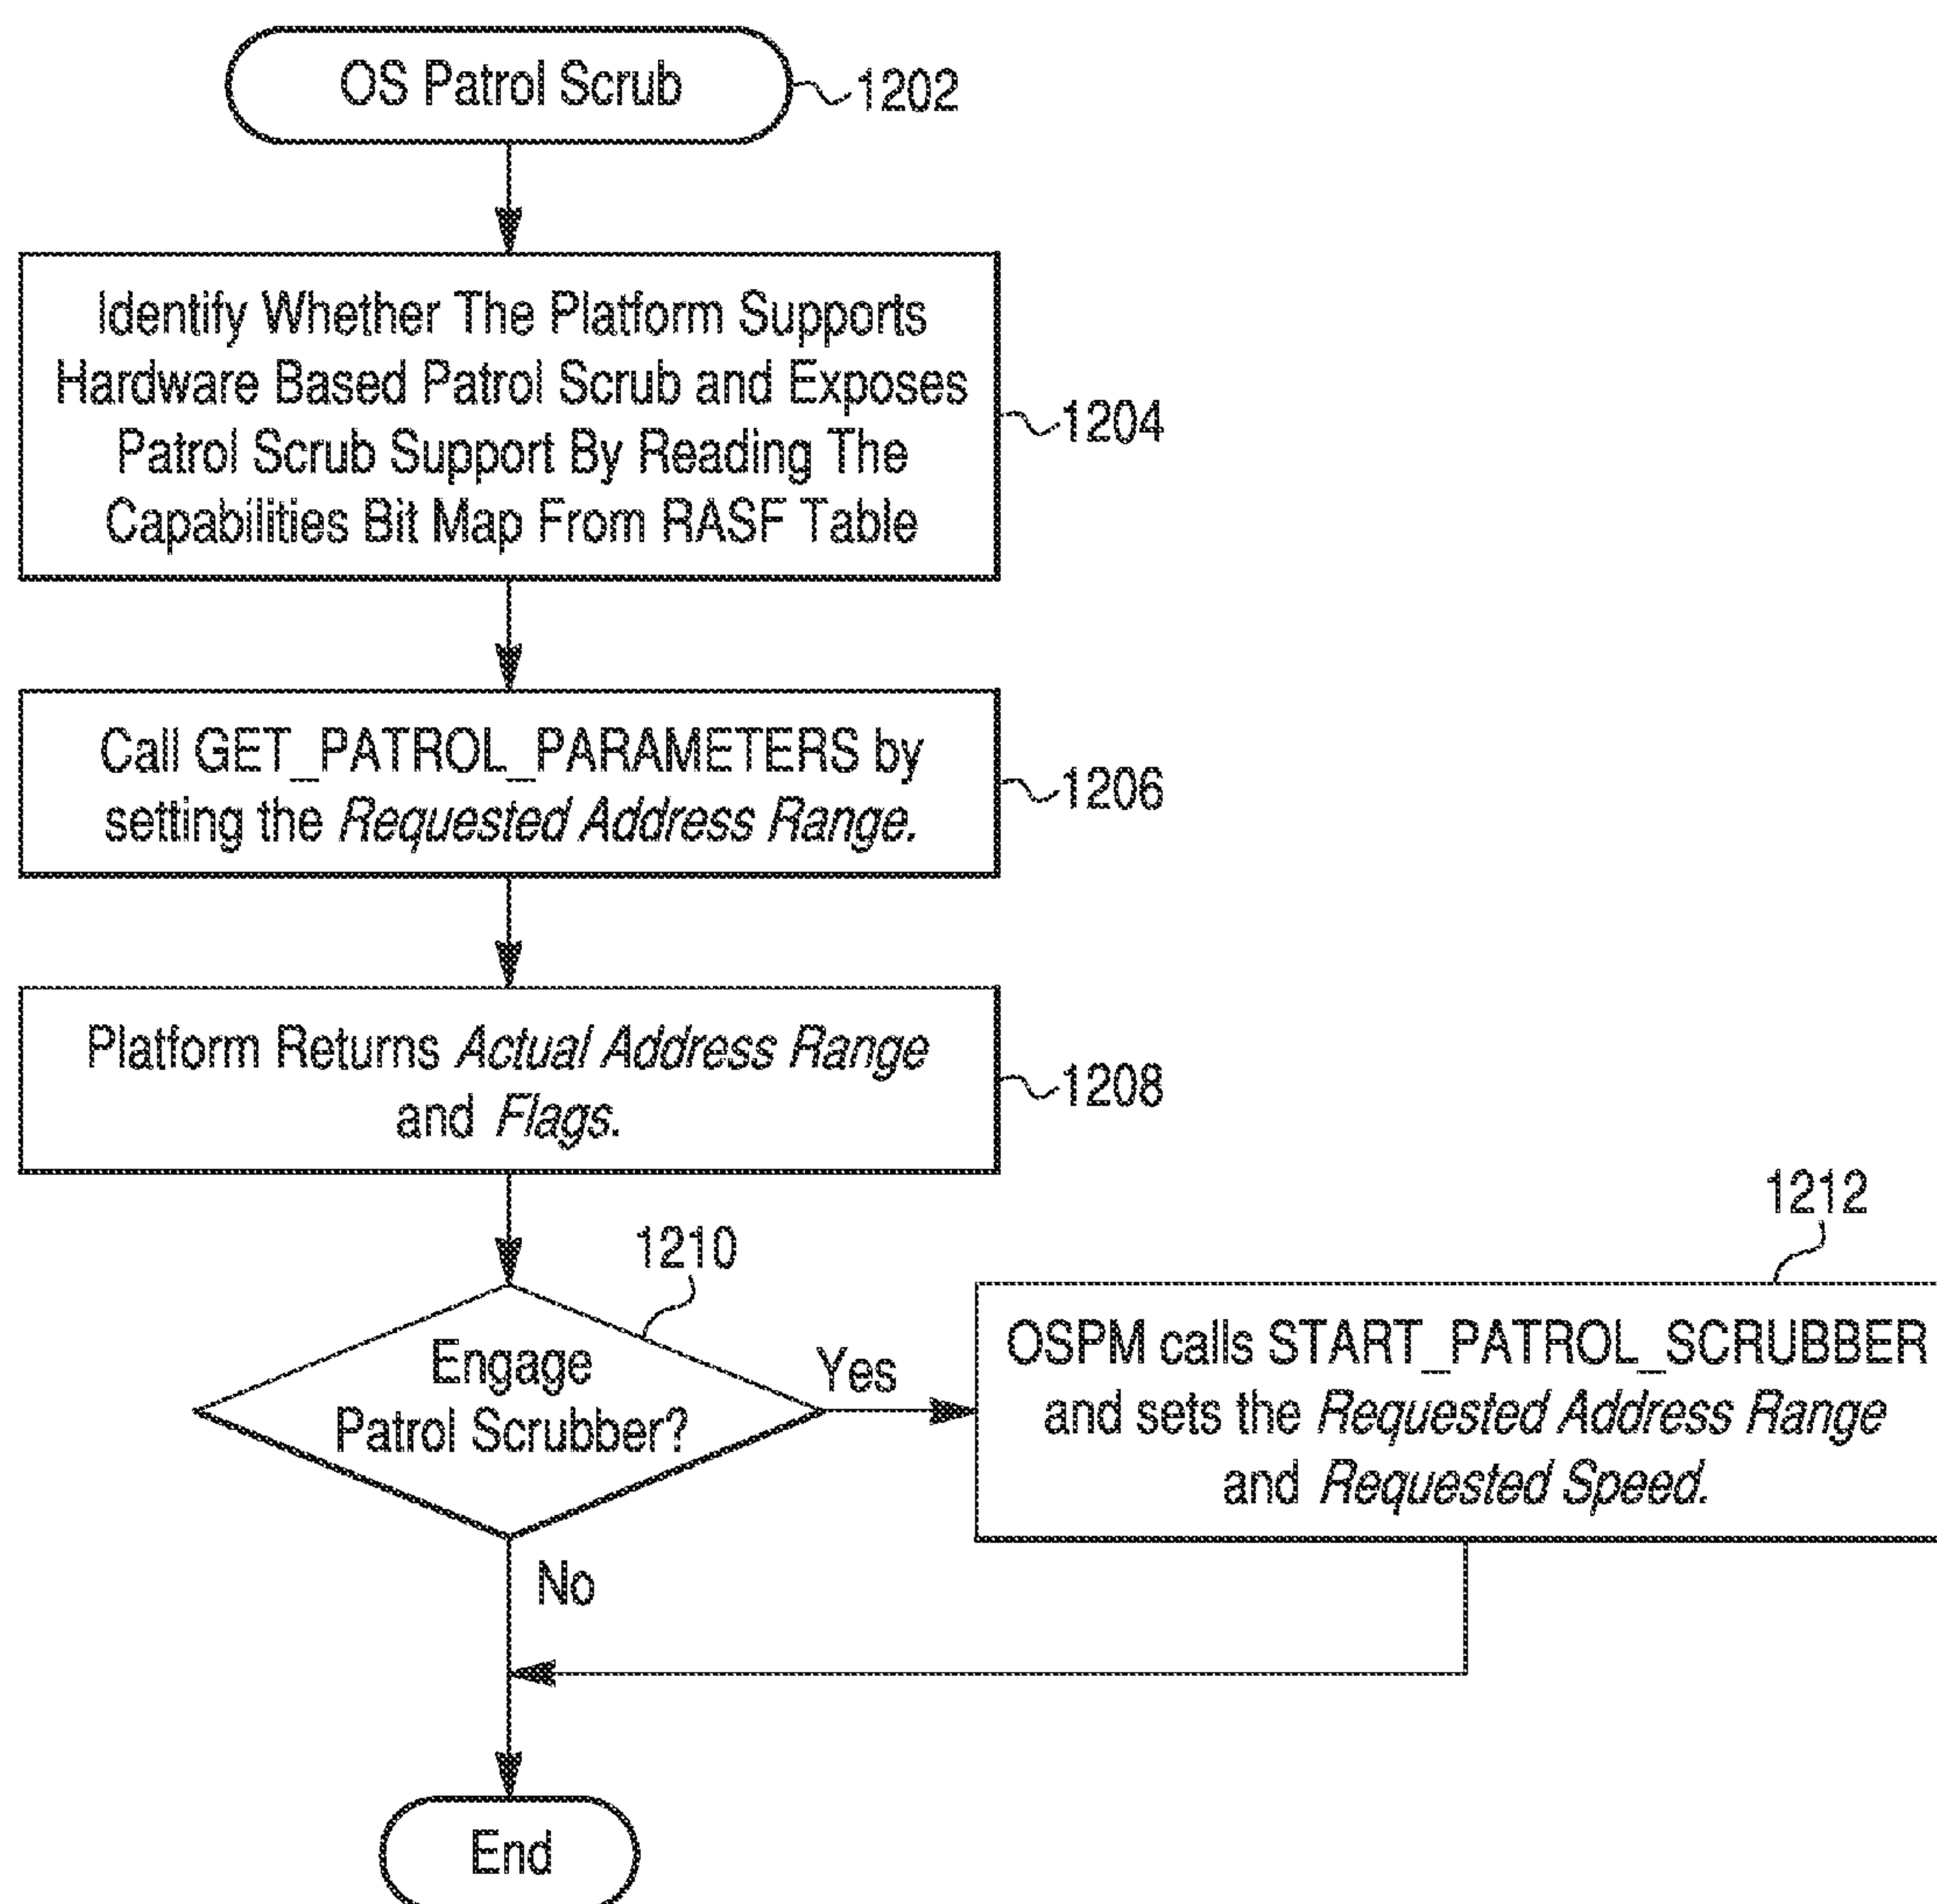 OS Patrol Scrub
1202
Identify Whether The Platform Supports
Hardware Based Patrol Scrub and Exposes
Patrol Scrub Support By Reading The
Capabilities Bit Map From RASF Table
1204
Call GET_PATROL_PARAMETERS by
setting the Requested Address Range.
1206
Platform Returns Actual Address Range
and Flags.
1208
1210
Engage
Patrol Scrubber?
Yes
No
1212
OSPM calls START_PATROL_SCRUBBER
and sets the Requested Address Range
and Requested Speed.
End